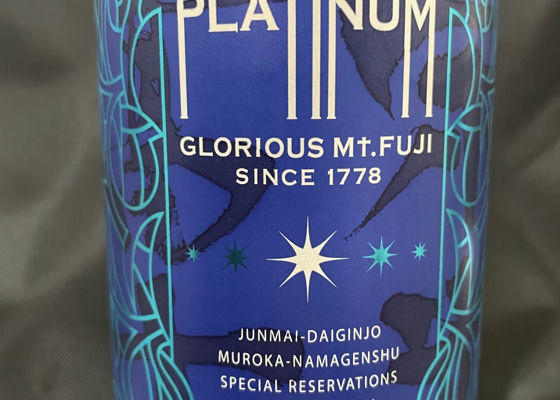 PLATINUM
GLORIOUS Mt.FUJI
SINCE 1778
JUNMAI-DAIGINJO
MUROKA-NAMAGENSHU
SPECIAL RESERVATIONS